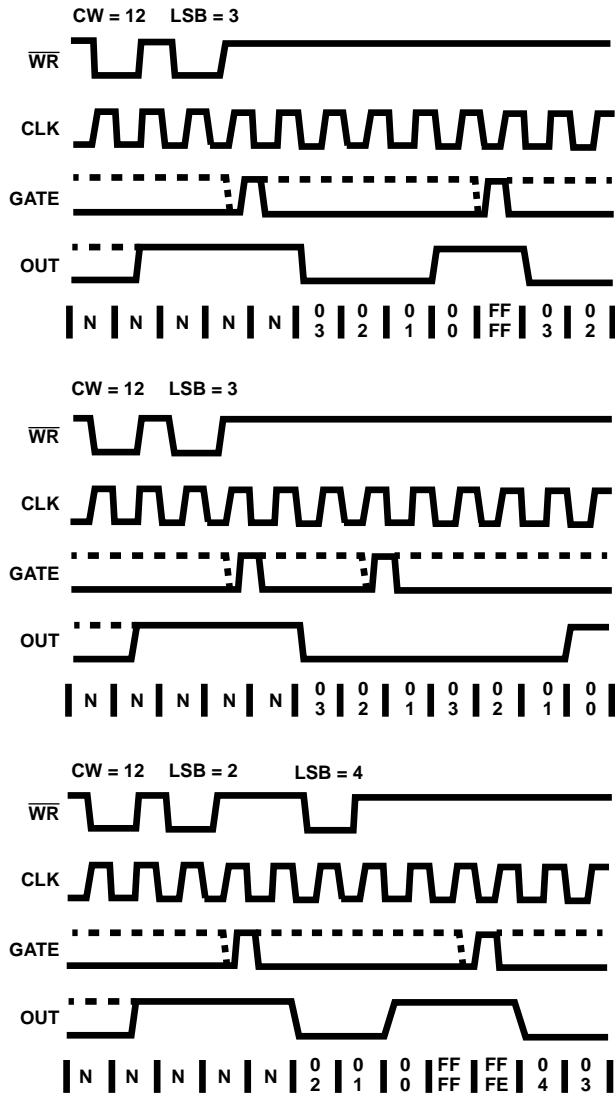 CW = 12 LSB = 3
WR
CLK
GATE
OUT
N N N N N 0 0 0 0 FF 0 0
3 2 1 0 FF 3 2
CW = 12 LSB = 3
WR
CLK
GATE
OUT
N N N N N 0 0 0 0 0 0 0
3 2 1 3 2 1 0
CW = 12 LSB = 2 LSB = 4
WR
CLK
GATE
OUT
N N N N N 0 0 0 FF FF 0 0
2 1 0 FF FE 4 3